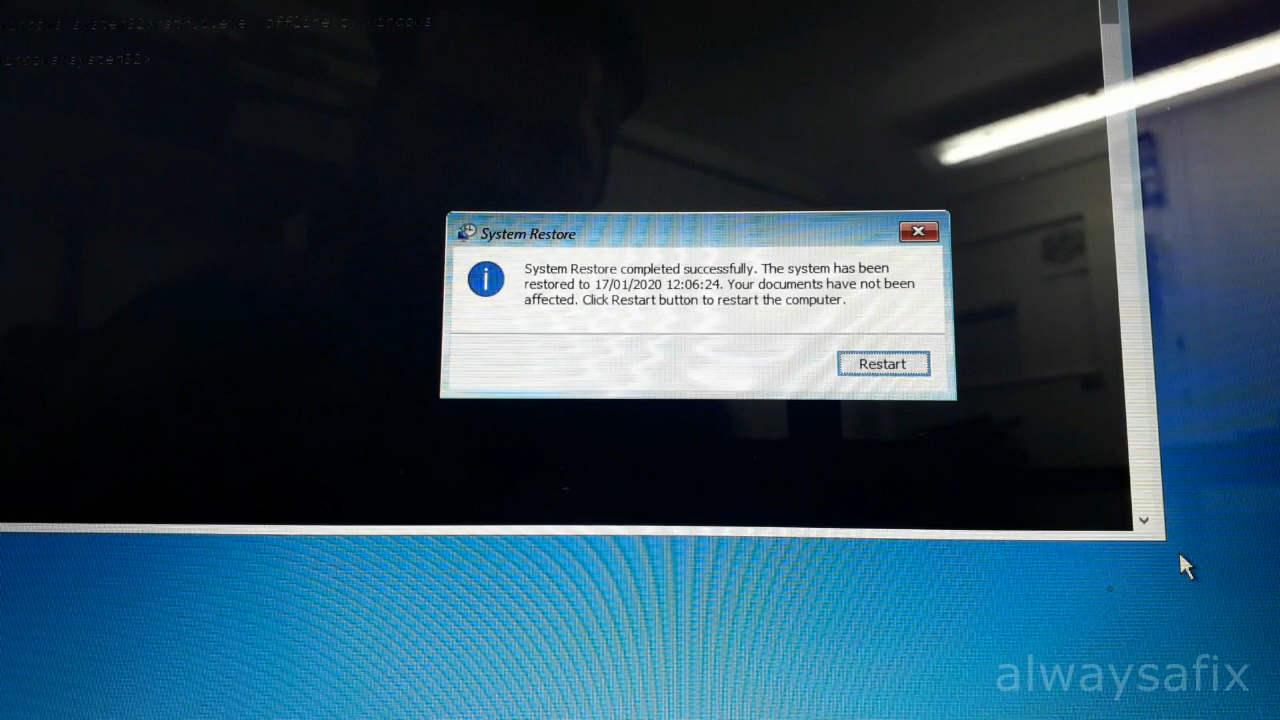 system32>
System Restore
System Restore completed successfully. The system has been
restored to 17/01/2020 12:06:24. Your documents have not been
affected. Click Restart button to restart the computer.
Restart
alwaysafix